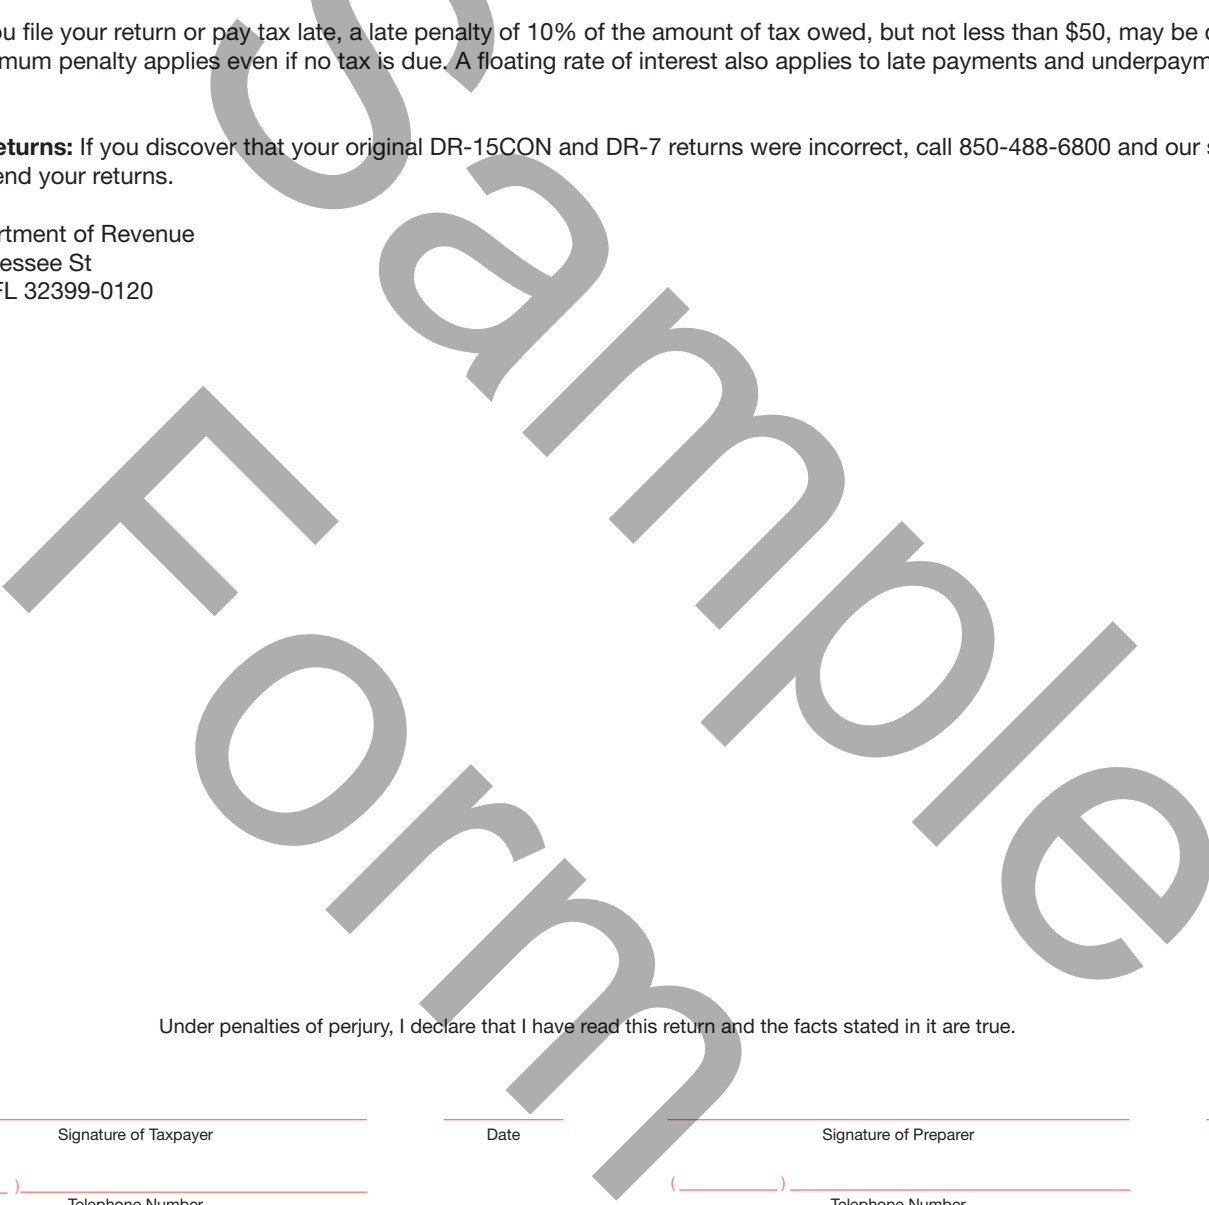 u file your return or pay tax late, a late penalty of 10% of the amount of tax owed, but not less than $50, may be
mum penalty applies even if no tax is due. A floating rate of interest also applies to late payments and underpaym
eturns: If you discover that your original DR-15CON and DR-7 returns were incorrect, call 850-488-6800 and our
end your returns.
rtment of Revenue
essee St
FL 32399-0120
Sample
Form
Under penalties of perjury, I declare that I have read this return and the facts stated in it are true.
Signature of Taxpayer Date Signature of Preparer
) ( )
Telephone Number Telephone Number